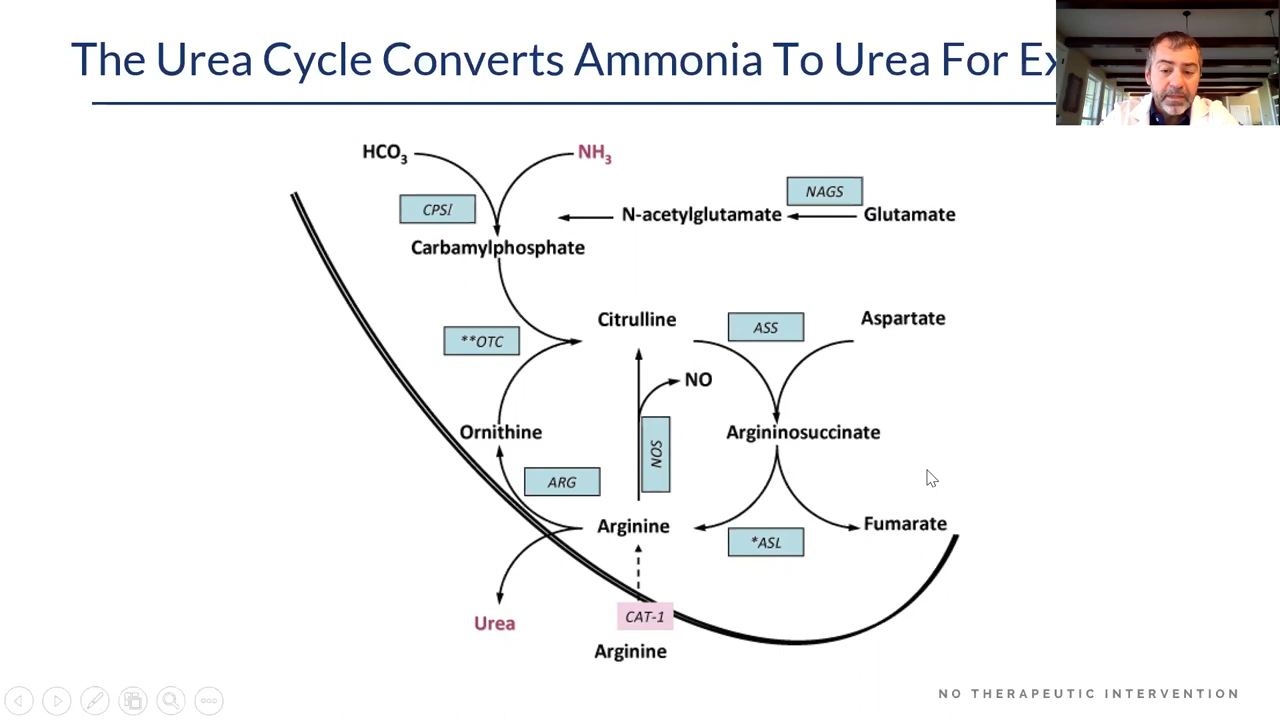 The Urea Cycle Converts Ammonia To Urea For Ex
HCO3
NH3
CPSI
NAGS
N-acetylglutamate
Glutamate
Carbamylphosphate
Citrulline
ASS
Aspartate
**OTC
NO
Ornithine
NOS
Argininosuccinate
ARG
Arginine
*ASL
Fumarate
Urea
CAT-1
Arginine
NO THERAPEUTIC INTERVENTION